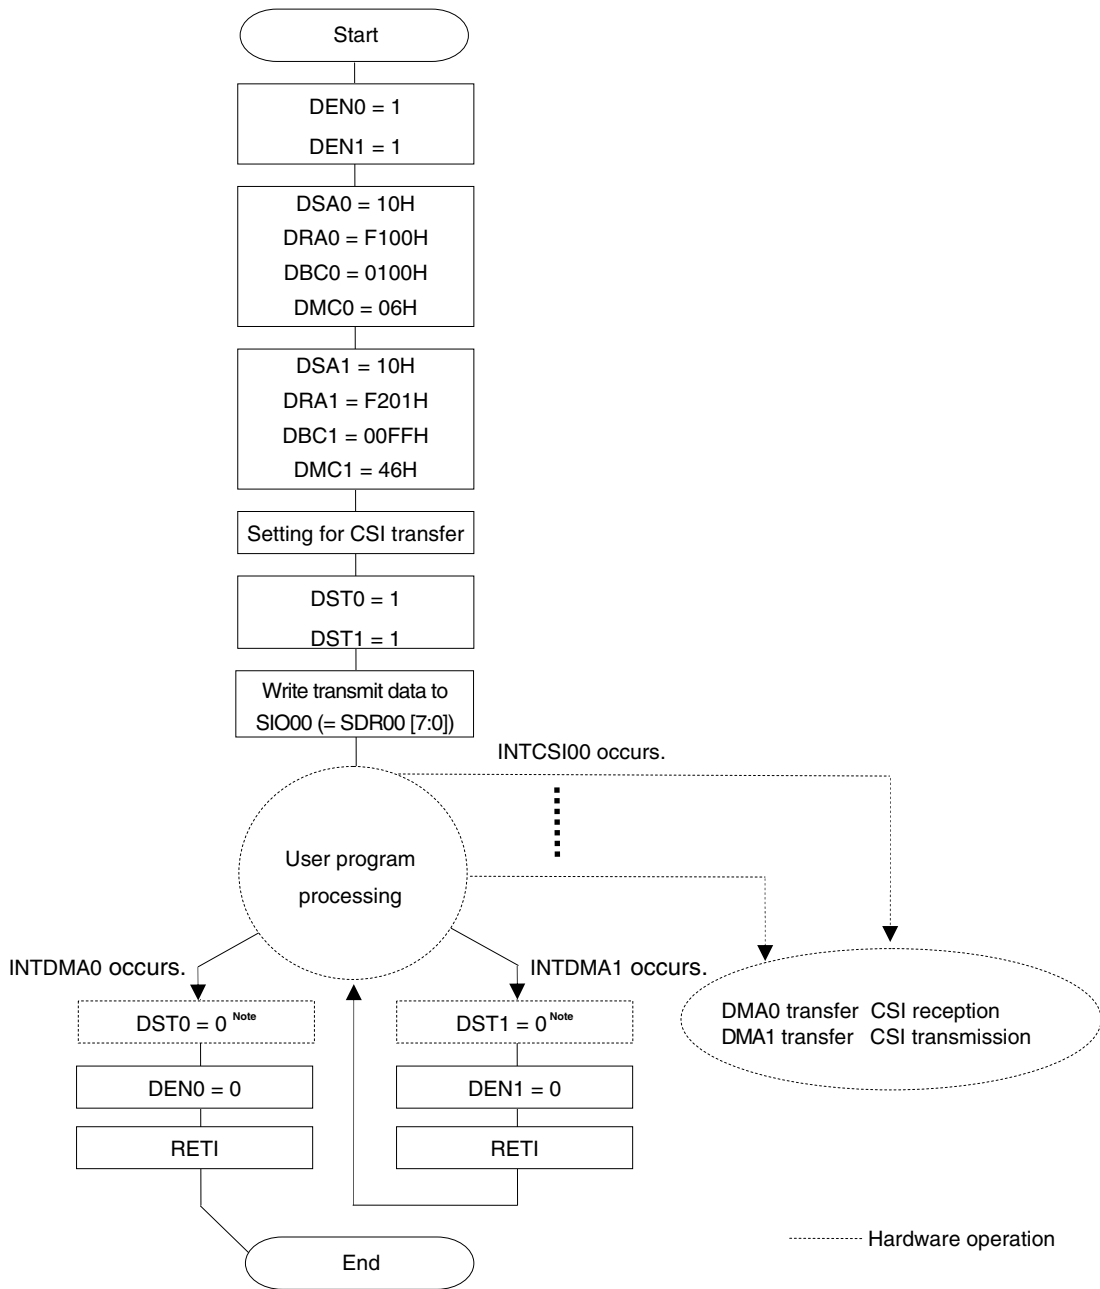 Start
DEN0 = 1
DEN1 = 1
DSA0 = 10H
DRA0 = F100H
DBC0 = 0100H
DMC0 = 06H
DSA1 = 10H
DRA1 = F201H
DBC1 = 00FFH
DMC1 = 46H
Setting for CSI transfer
DST0 = 1
DST1 = 1
Write transmit data to
SIO00 (= SDR00 [7:0])
INTCSI00 occurs.
User program
processing
INTDMA0 occurs.
INTDMA1 occurs.
DST0 = 0 Note
DST1 = 0 Note
DMA0 transfer CSI reception
DMA1 transfer CSI transmission
DEN0 = 0
DEN1 = 0
RETI
RETI
Hardware operation
End